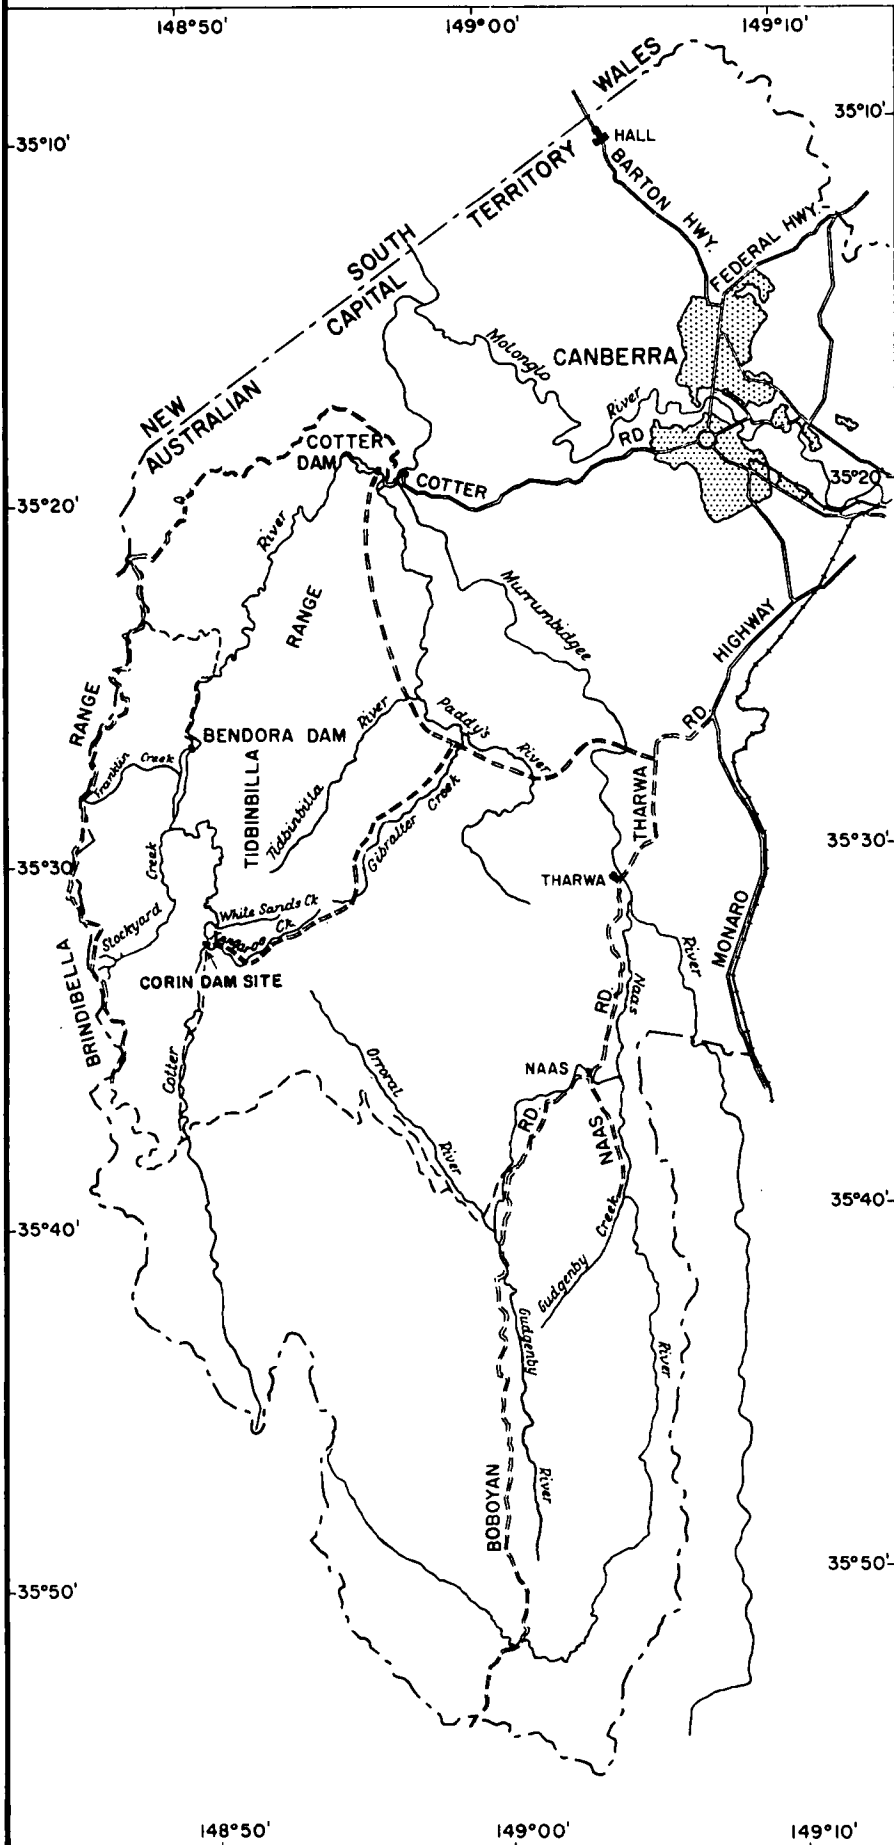 148°50' 149°00' 149°10'
NEW SOUTH WALES
AUSTRALIAN CAPITAL TERRITORY
35°10'
35°10'
HALL
BARTON HWY.
FEDERAL HWY.
Molonglo River
CANBERRA
COTTER DAM
COTTER RD
35°20'
35°20'
River
RANGE
Murrumbidgee
HIGHWAY
RANGE
BENDORA DAM
River
Paddy's River
RD.
Franklin Creek
TIDBINBILLA
Tidbinbilla
Gibralter Creek
THARWA
35°30'
35°30'
Creek
THARWA
Stockyard
White Sands Ck
Kangaroo Ck
MONARO
River
BRINDIBELLA
CORIN DAM SITE
RD.
Naas
Cotter
Orroral River
NAAS
RD.
NAAS
35°40'
35°40'
Gudgenby Creek
Gudgenby River
River
BOBOYAN
35°50'
35°50'
148°50' 149°00' 149°10'